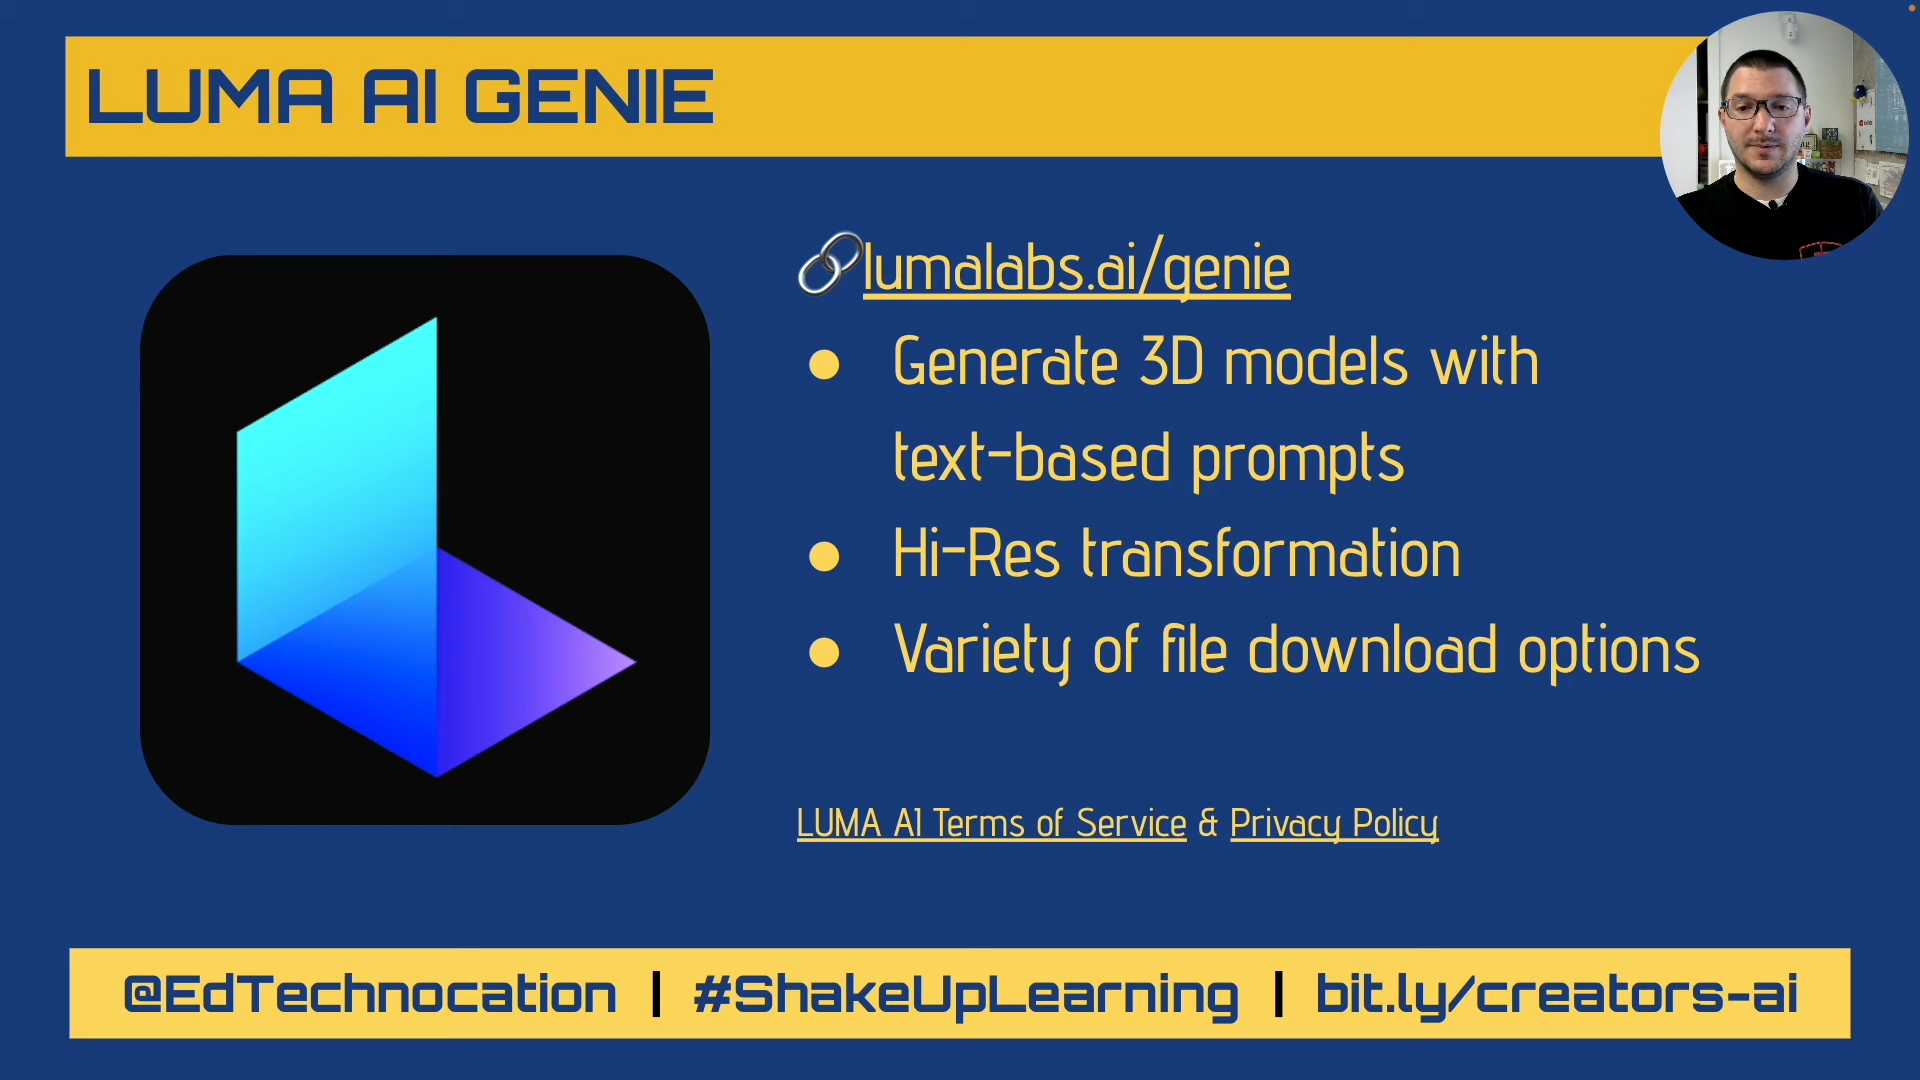 LUMA AI GENIE
lumalabs.ai/genie
Generate 3D models with
text-based prompts
Hi-Res transformation
Variety of file download options
LUMA AI Terms of Service & Privacy Policy
@EdTechnocation | #ShakeUpLearning | bit.ly/creators-ai